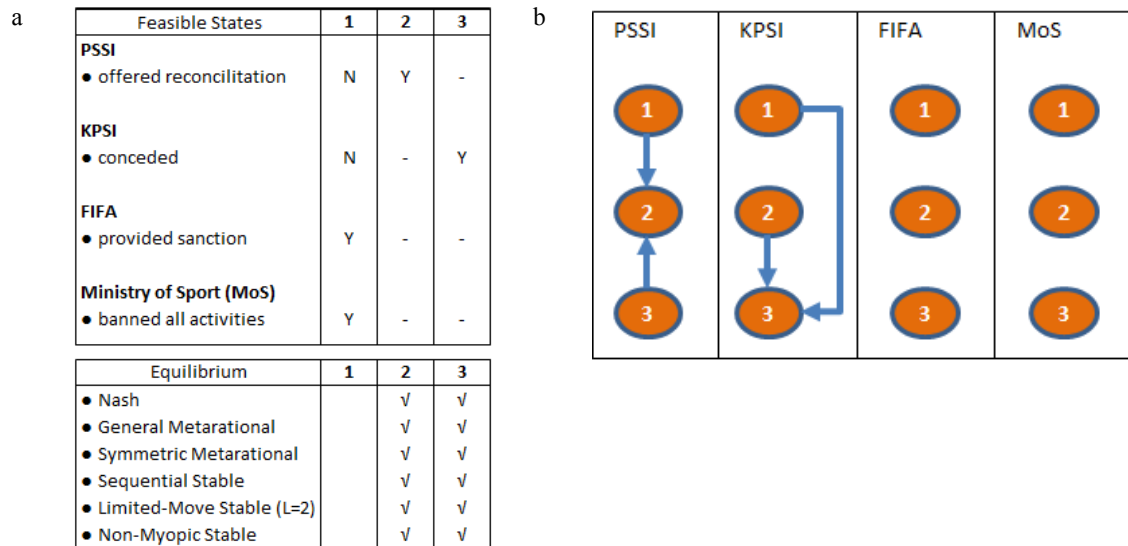 a
Feasible States 1 2 3
PSSI
● offered reconcilitation N Y -
KPSI
● conceded N - Y
FIFA
● provided sanction Y - -
Ministry of Sport (MoS)
● banned all activities Y - -
Equilibrium 1 2 3
● Nash √ √
● General Metarational √ √
● Symmetric Metarational √ √
● Sequential Stable √ √
● Limited-Move Stable (L=2) √ √
● Non-Myopic Stable √ √
b
PSSI KPSI FIFA MoS
1 1 1 1
2 2 2 2
3 3 3 3